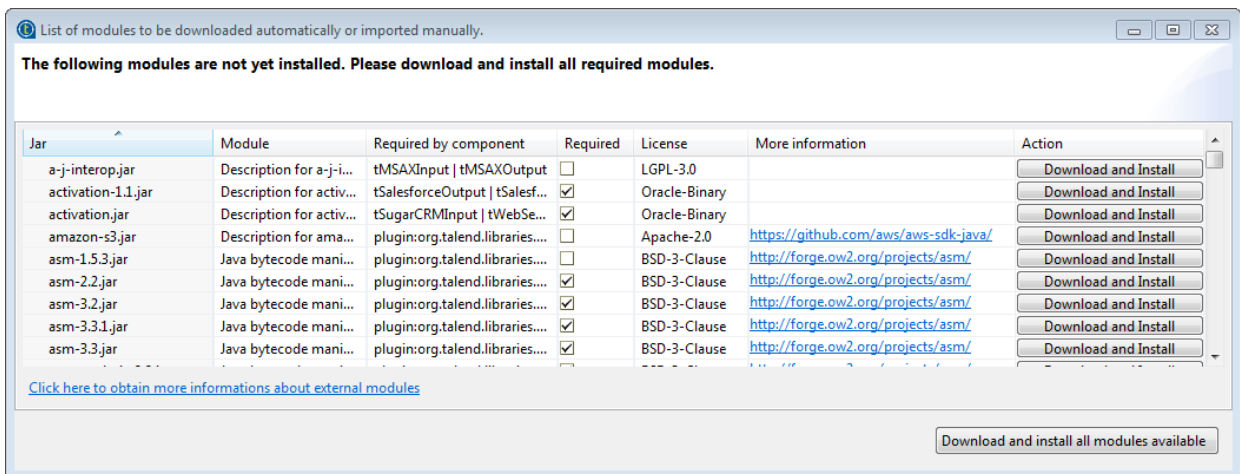 List of modules to be downloaded automatically or imported manually.
The following modules are not yet installed. Please download and install all required modules.
Jar Module Required by component Required License More information Action
a-j-interop.jar Description for a-j-i... tMSAXInput | tMSAXOutput LGPL-3.0 Download and Install
activation-1.1.jar Description for activ... tSalesforceOutput | tSalesf... Oracle-Binary Download and Install
activation.jar Description for activ... tSugarCRMInput | tWebSe... Oracle-Binary Download and Install
amazon-s3.jar Description for ama... plugin:org.talend.libraries.... Apache-2.0 https://github.com/aws/aws-sdk-java/ Download and Install
asm-1.5.3.jar Java bytecode mani... plugin:org.talend.libraries.... BSD-3-Clause http://forge.ow2.org/projects/asm/ Download and Install
asm-2.2.jar Java bytecode mani... plugin:org.talend.libraries.... BSD-3-Clause http://forge.ow2.org/projects/asm/ Download and Install
asm-3.2.jar Java bytecode mani... plugin:org.talend.libraries.... BSD-3-Clause http://forge.ow2.org/projects/asm/ Download and Install
asm-3.3.1.jar Java bytecode mani... plugin:org.talend.libraries.... BSD-3-Clause http://forge.ow2.org/projects/asm/ Download and Install
asm-3.3.jar Java bytecode mani... plugin:org.talend.libraries.... BSD-3-Clause http://forge.ow2.org/projects/asm/ Download and Install
Click here to obtain more informations about external modules
Download and install all modules available